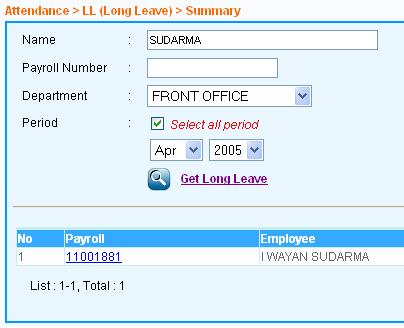 Attendance > LL (Long Leave) > Summary
Name : SUDARMA
Payroll Number :
Department : FRONT OFFICE
Period : Select all period
Apr 2005
Get Long Leave
No Payroll Employee
1 11001881 I WAYAN SUDARMA
List : 1-1, Total : 1